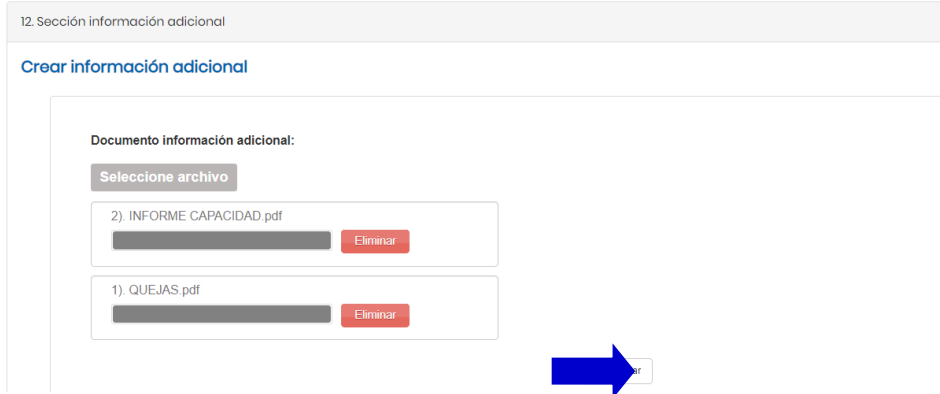 12. Sección información adicional
Crear información adicional
Documento información adicional:
Seleccione archivo
2). INFORME CAPACIDAD.pdf
Eliminar
1). QUEJAS.pdf
Eliminar